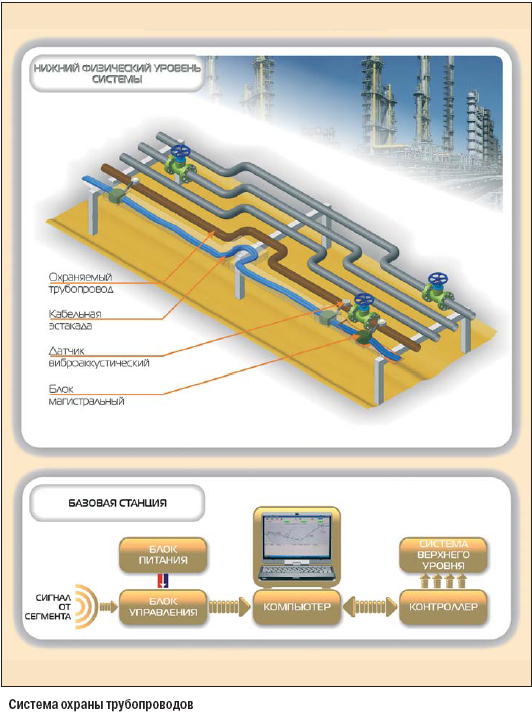 НИЖНИЙ ФИЗИЧЕСКИЙ УРОВЕНЬ
СИСТЕМЫ
Охраняемый
трубопровод
Кабельная
эстакада
Датчик
виброаккустический
Блок
магистральный
БАЗОВАЯ СТАНЦИЯ
БЛОК
ПИТАНИЯ
СИСТЕМА
ВЕРХНЕГО
УРОВНЯ
СИГНАЛ
ОТ
СЕГМЕНТА
БЛОК
УПРАВЛЕНИЯ
КОМПЬЮТЕР
КОНТРОЛЛЕР
Система охраны трубопроводов